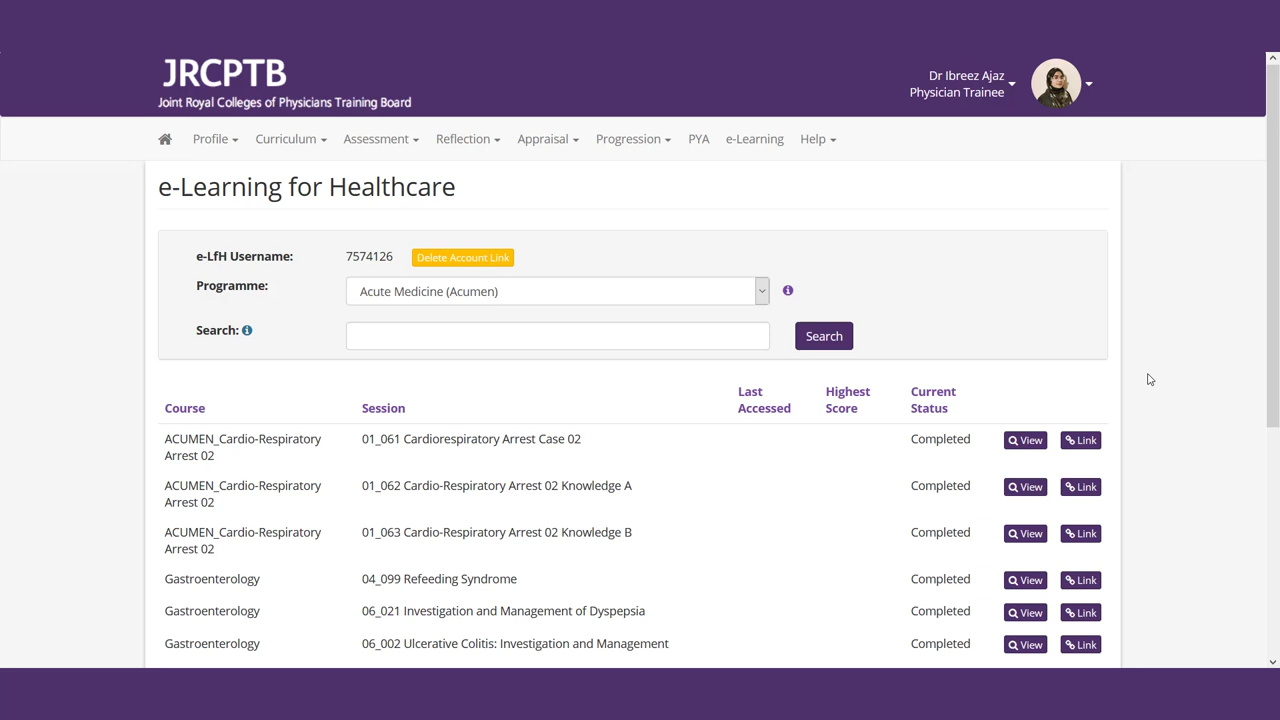 JRCPTB
Joint Royal Colleges of Physicians Training Board
Dr Ibreez Ajaz
Physician Trainee
Profile Curriculum Assessment Reflection Appraisal Progression PYA e-Learning Help
e-Learning for Healthcare
e-LfH Username: 7574126 Delete Account Link
Programme: Acute Medicine (Acumen)
Search: Search
Course Session Last Accessed Highest Score Current Status
ACUMEN_Cardio-Respiratory Arrest 02 01_061 Cardiorespiratory Arrest Case 02 Completed View Link
ACUMEN_Cardio-Respiratory Arrest 02 01_062 Cardio-Respiratory Arrest 02 Knowledge A Completed View Link
ACUMEN_Cardio-Respiratory Arrest 02 01_063 Cardio-Respiratory Arrest 02 Knowledge B Completed View Link
Gastroenterology 04_099 Refeeding Syndrome Completed View Link
Gastroenterology 06_021 Investigation and Management of Dyspepsia Completed View Link
Gastroenterology 06_002 Ulcerative Colitis: Investigation and Management Completed View Link